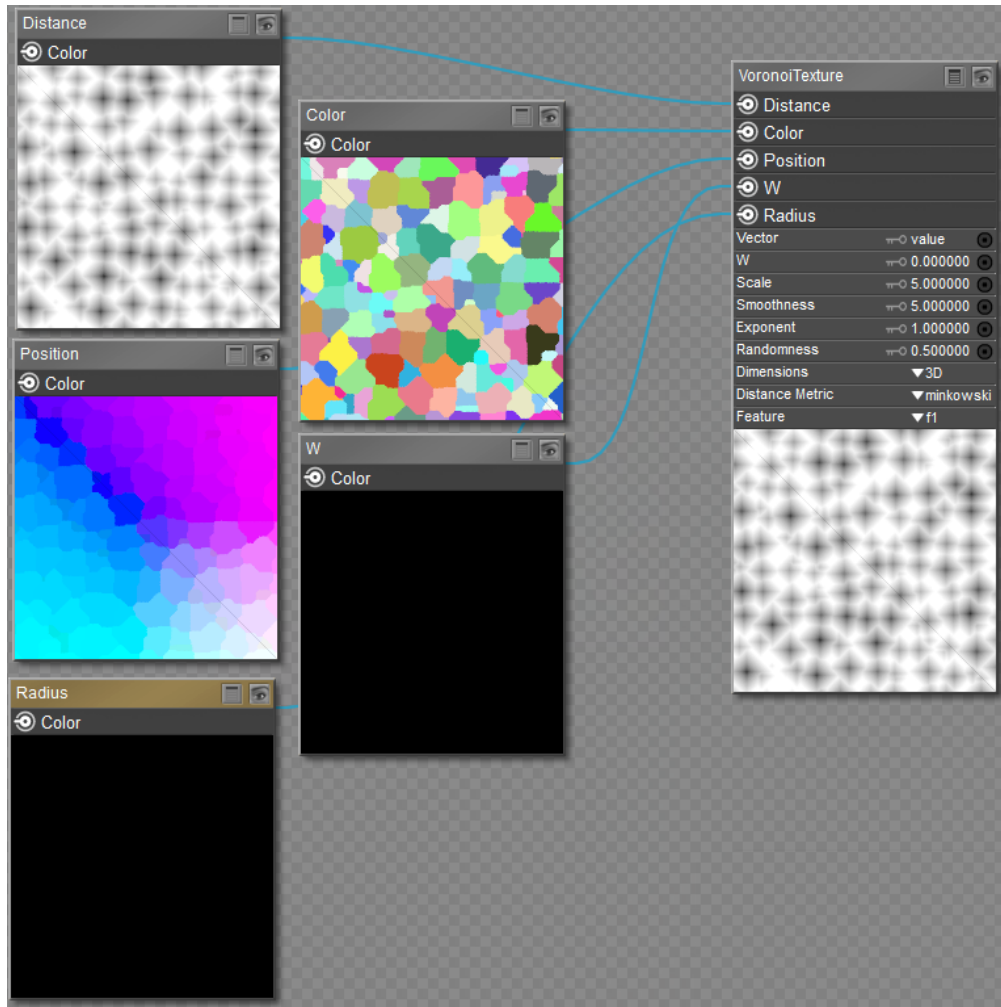 Distance
Color
Color
Color
Position
Color
W
Color
Radius
Color
VoronoiTexture
Distance
Color
Position
W
Radius
Vector value
W 0.000000
Scale 5.000000
Smoothness 5.000000
Exponent 1.000000
Randomness 0.500000
Dimensions 3D
Distance Metric minkowski
Feature f1